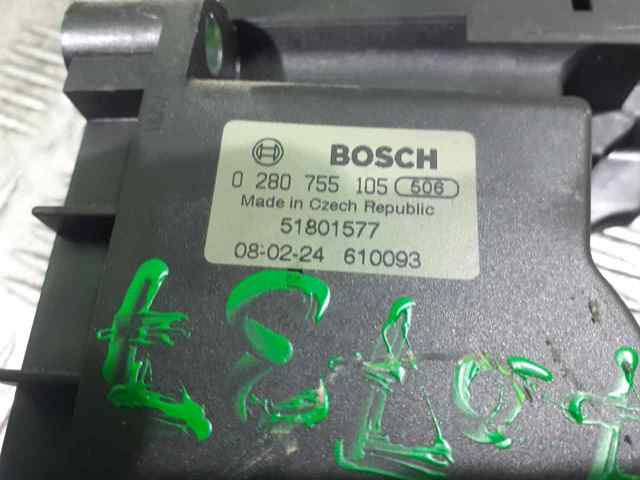 BOSCH
0 280 755 105 506
Made in Czech Republic
51801577
08-02-24 610093